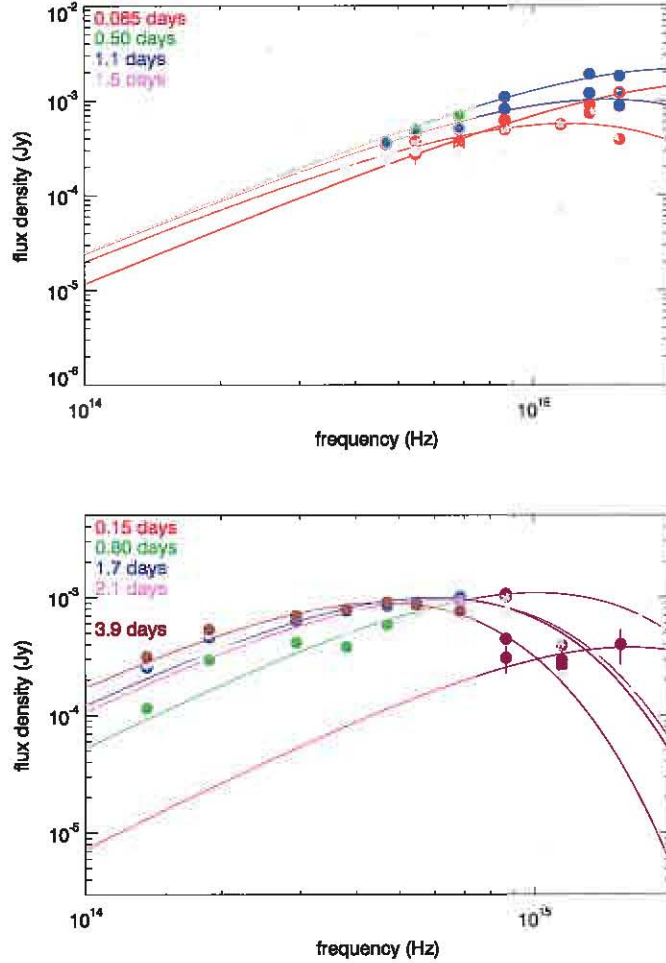 10⁻²
0.085 days
0.50 days
1.1 days
1.5 days
10⁻³
flux density (Jy)
10⁻⁴
10⁻⁵
10⁻⁶
10¹⁴
10¹⁵
frequency (Hz)
0.15 days
0.80 days
1.7 days
2.1 days
10⁻³
3.9 days
flux density (Jy)
10⁻⁴
10⁻⁵
10¹⁴
10¹⁵
frequency (Hz)